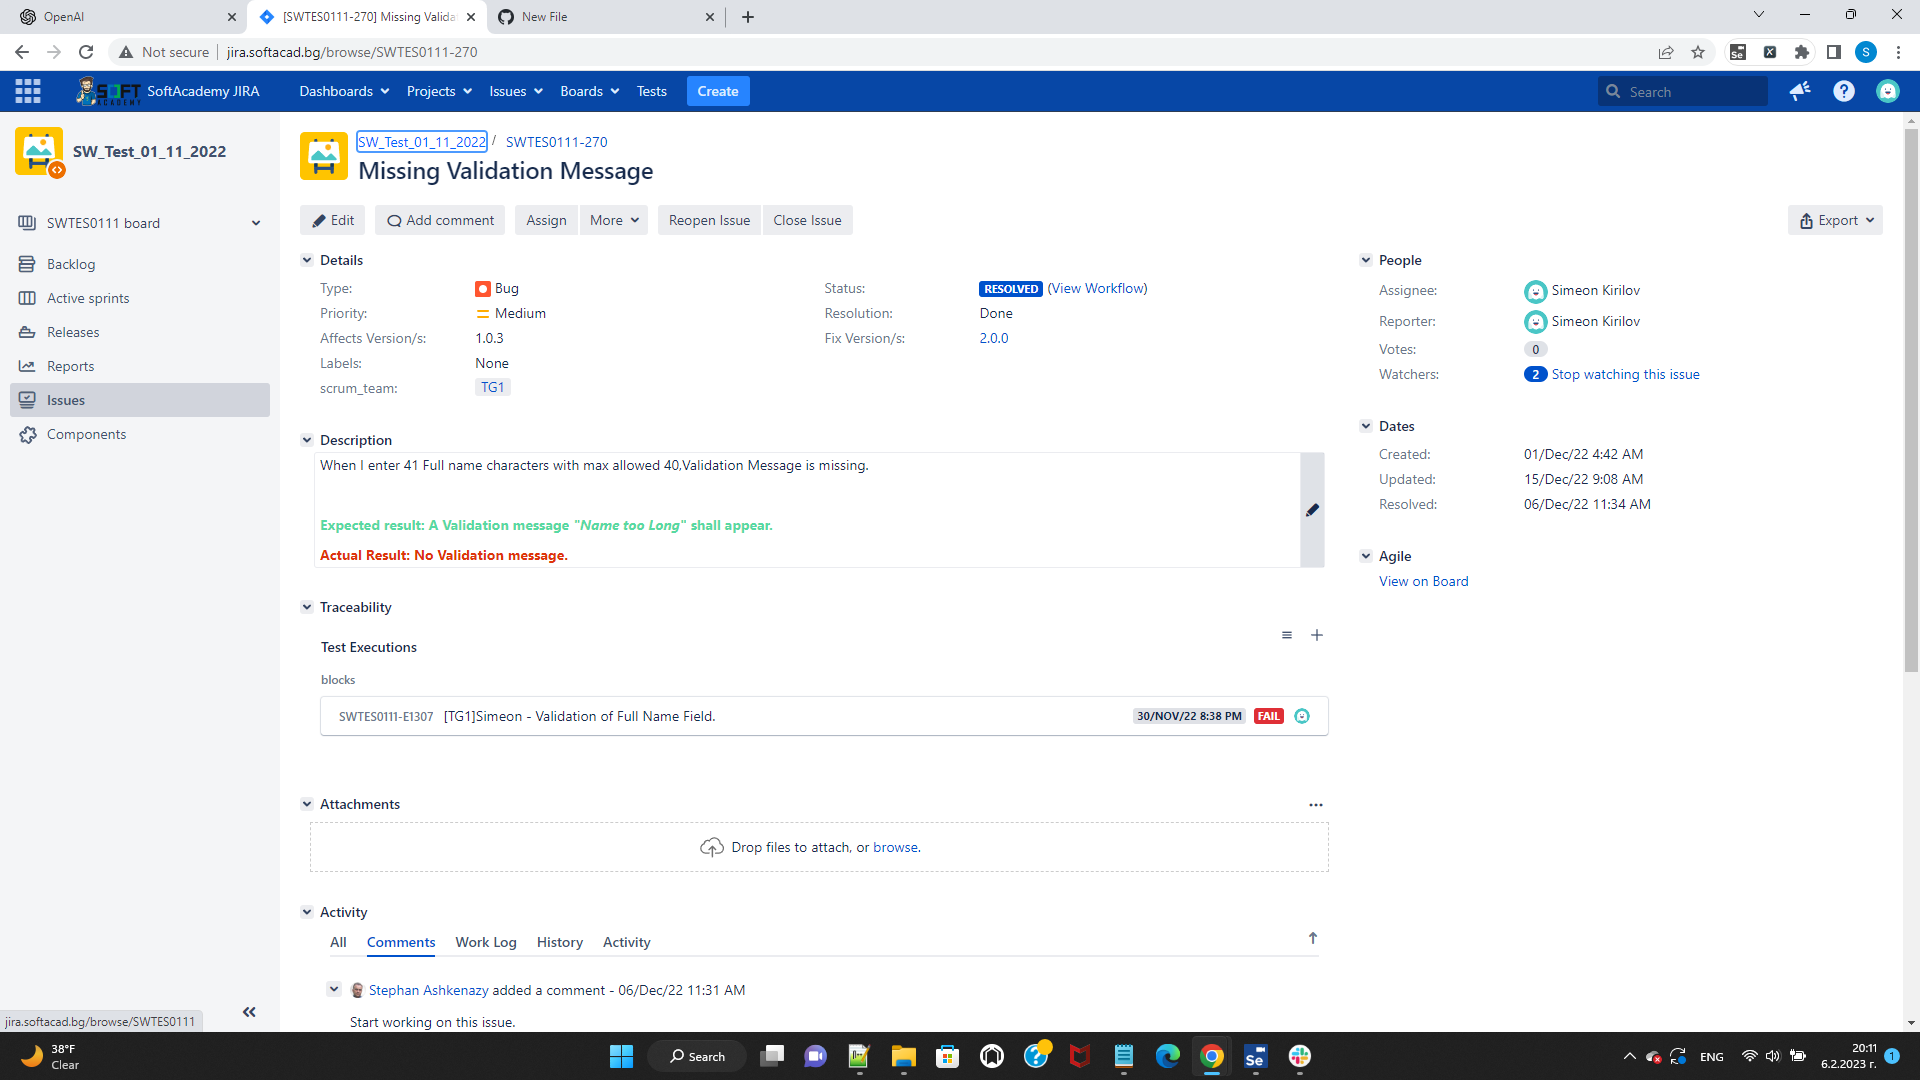 OpenAI
[SWTES0111-270] Missing Valida
New File
Not secure
jira.softacad.bg/browse/SWTES0111-270
Se
X
S
SOFT
ACADEMY
SoftAcademy JIRA
Dashboards
Projects
Issues
Boards
Tests
Create
Search
SW_Test_01_11_2022
SWTES0111 board
Backlog
Active sprints
Releases
Reports
Issues
Components
SW_Test_01_11_2022 / SWTES0111-270
Missing Validation Message
Edit
Add comment
Assign
More
Reopen Issue
Close Issue
Export
Details
Type: Bug
Status: RESOLVED (View Workflow)
Priority: Medium
Resolution: Done
Affects Version/s: 1.0.3
Fix Version/s: 2.0.0
Labels: None
scrum_team: TG1
Description
When I enter 41 Full name characters with max allowed 40,Validation Message is missing.
Expected result: A Validation message "Name too Long" shall appear.
Actual Result: No Validation message.
Traceability
Test Executions
blocks
SWTES0111-E1307 [TG1]Simeon - Validation of Full Name Field. 30/NOV/22 8:38 PM FAIL
Attachments
Drop files to attach, or browse.
Activity
All
Comments
Work Log
History
Activity
Stephan Ashkenazy added a comment - 06/Dec/22 11:31 AM
Start working on this issue.
People
Assignee: Simeon Kirilov
Reporter: Simeon Kirilov
Votes: 0
Watchers: 2 Stop watching this issue
Dates
Created: 01/Dec/22 4:42 AM
Updated: 15/Dec/22 9:08 AM
Resolved: 06/Dec/22 11:34 AM
Agile
View on Board
jira.softacad.bg/browse/SWTES0111
38°F
Clear
Search
Se
ENG
20:11
6.2.2023 г.
1